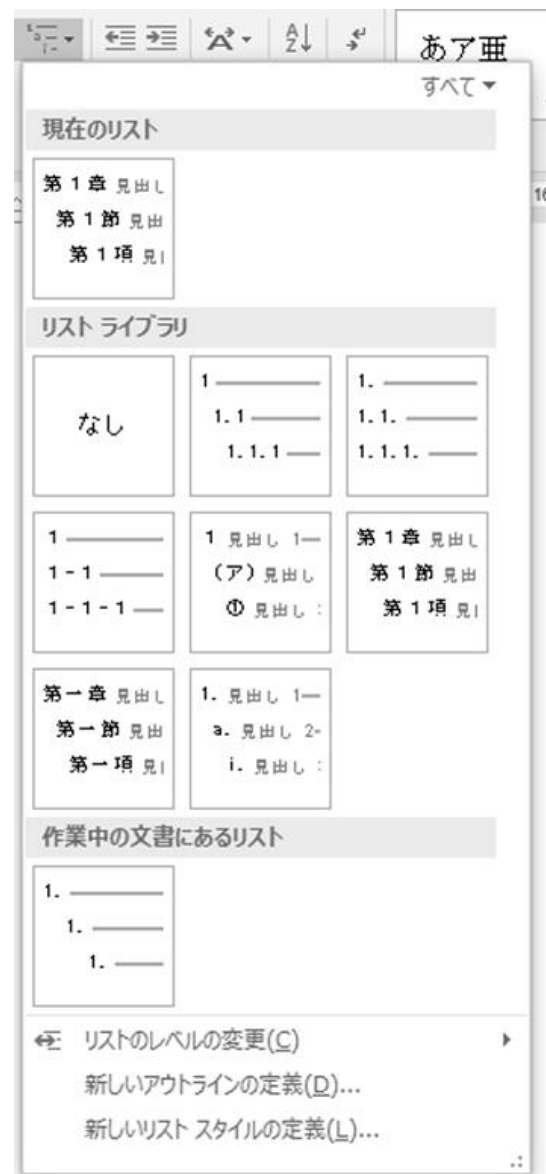 A
Z
あア亜
すべて
16
現在のリスト
第1章 見出し
第1節 見出
第1項 見
リスト ライブラリ
なし
1
1.1
1.1.1
1.
1.1.
1.1.1.
1
1-1
1-1-1
1 見出し 1
(ア) 見出し
① 見出し
第1章 見出し
第1節 見出
第1項 見
第一章 見出し
第一節 見出
第一項 見
1. 見出し 1
a. 見出し 2
i. 見出し
作業中の文書にあるリスト
1.
1.
1.
リストのレベルの変更(C)
新しいアウトラインの定義(D)...
新しいリスト スタイルの定義(L)...